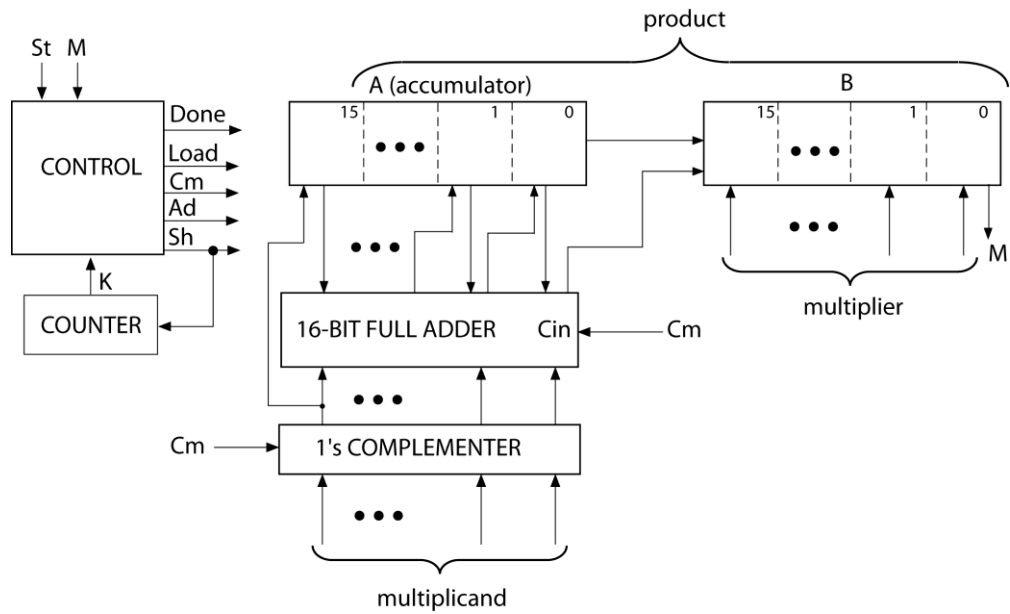 product
St M
A (accumulator)
B
15 1 0
15 1 0
Done
CONTROL
Load
Cm
Ad
Sh
M
K
multiplier
COUNTER
16-BIT FULL ADDER Cin
Cm
Cm
1's COMPLEMENTER
multiplicand